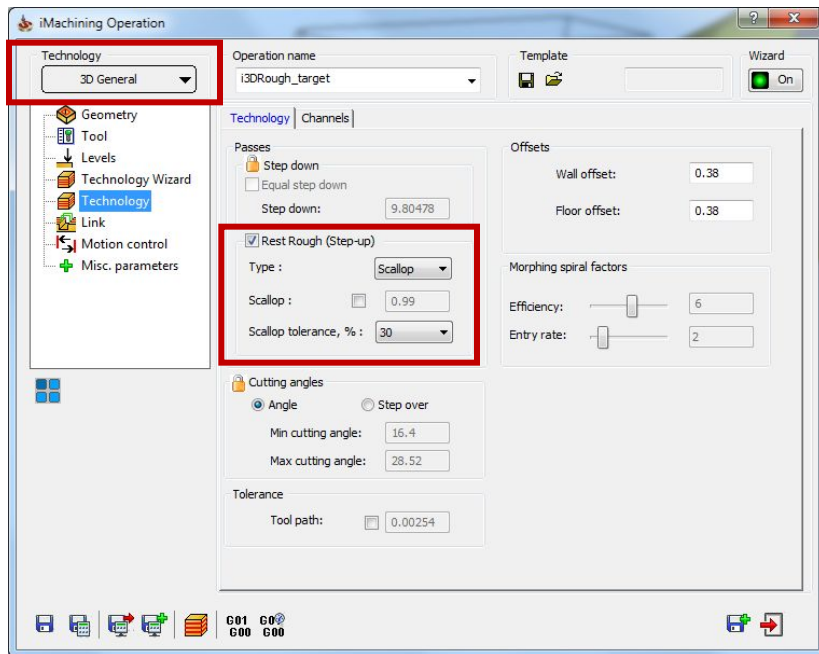 iMachining Operation
Technology
3D General
Operation name
i3DRough_target
Template
Wizard
On
Geometry
Tool
Levels
Technology Wizard
Technology
Link
Motion control
Misc. parameters
Technology
Channels
Passes
Step down
Equal step down
Step down:
9.80478
Rest Rough (Step-up)
Type :
Scallop
Scallop :
0.99
Scallop tolerance, % :
30
Cutting angles
Angle
Step over
Min cutting angle:
16.4
Max cutting angle:
28.52
Tolerance
Tool path:
0.00254
Offsets
Wall offset:
0.38
Floor offset:
0.38
Morphing spiral factors
Efficiency:
6
Entry rate:
2
G01
G00
G00
G00